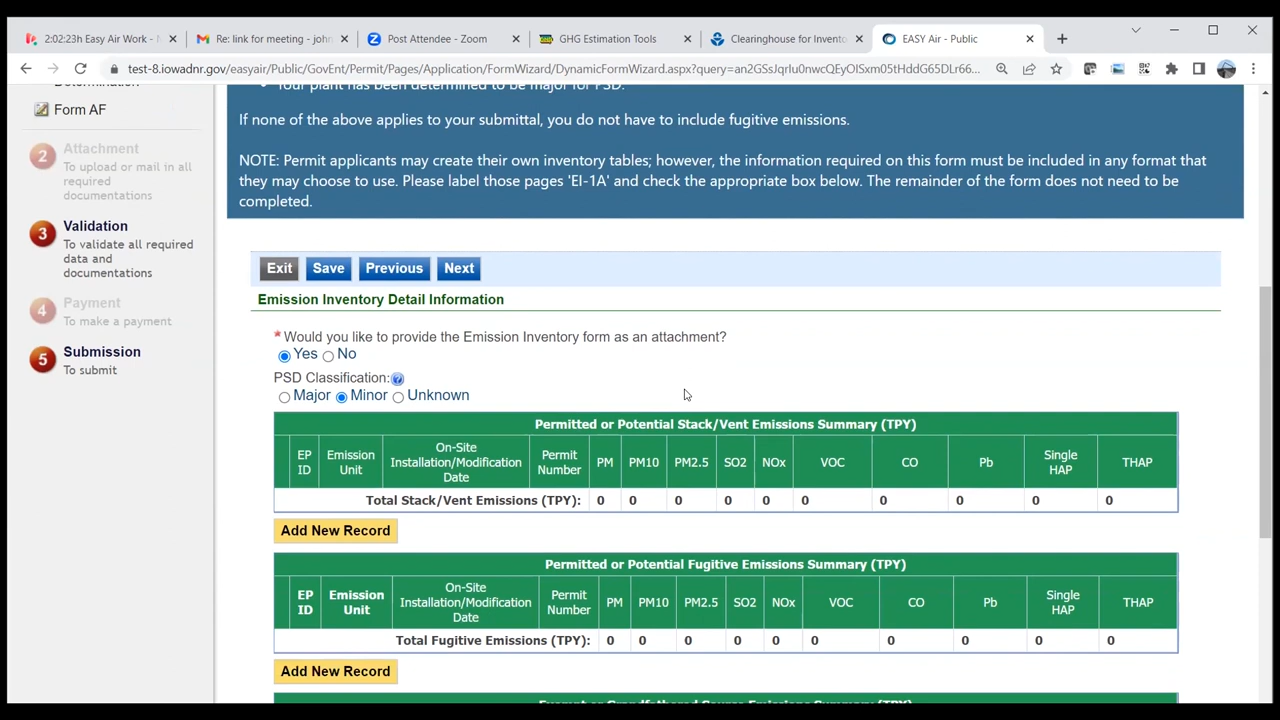 2:02:23h Easy Air Work - N
Re: link for meeting - john
Post Attendee - Zoom
GHG Estimation Tools
Clearinghouse for Invento
EASY Air - Public
test-8.iowadnr.gov/easyair/Public/GovEnt/Permit/Pages/Application/FormWizard/DynamicFormWizard.aspx?query=
Determination
Form AF
2
Attachment
To upload or mail in all
required
documentations
3
Validation
To validate all required
data and
documentations
4
Payment
To make a payment
5
Submission
To submit
Your plant has been determined to be major for PSD.
If none of the above applies to your submittal, you do not have to include fugitive emissions.
NOTE: Permit applicants may create their own inventory tables; however, the information required on this form must be included in any format that
they may choose to use. Please label those pages 'EI-1A' and check the appropriate box below. The remainder of the form does not need to be
completed.
Exit Save Previous Next
Emission Inventory Detail Information
* Would you like to provide the Emission Inventory form as an attachment?
Yes No
PSD Classification: ?
Major Minor Unknown
Permitted or Potential Stack/Vent Emissions Summary (TPY)
EP ID Emission Unit On-Site Installation/Modification Date Permit Number PM PM10 PM2.5 SO2 NOx VOC CO Pb Single HAP THAP
Total Stack/Vent Emissions (TPY): 0 0 0 0 0 0 0 0 0 0
Add New Record
Permitted or Potential Fugitive Emissions Summary (TPY)
EP ID Emission Unit On-Site Installation/Modification Date Permit Number PM PM10 PM2.5 SO2 NOx VOC CO Pb Single HAP THAP
Total Fugitive Emissions (TPY): 0 0 0 0 0 0 0 0 0 0
Add New Record
Exempt or Grandfathered Source Emissions Summary (TPY)